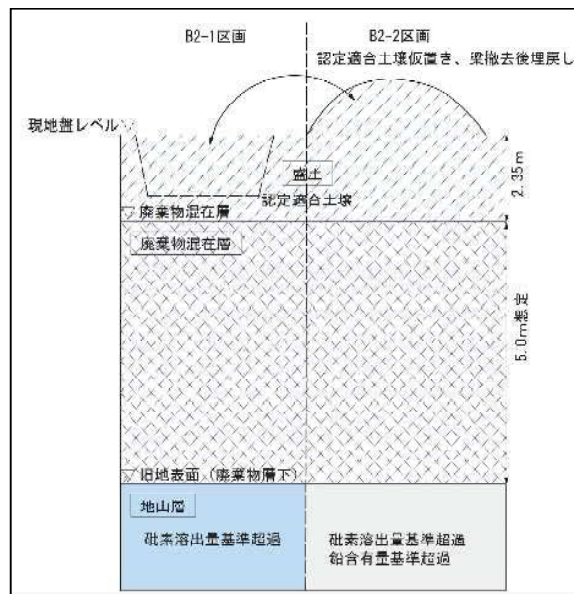 B2-1区画
B2-2区画
認定適合土壌仮置き、梁撤去後埋戻し
現地盤レベル
盛土
2.35m
認定適合土壌
廃棄物混在層
廃棄物混在層
5.0m想定
旧地表面（廃棄物層下）
地山層
砒素溶出量基準超過
砒素溶出量基準超過
鉛含有量基準超過